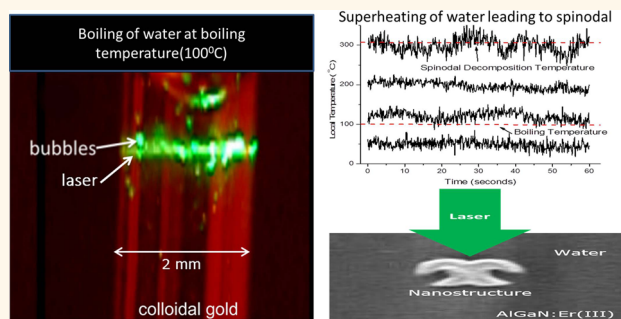 Boiling of water at boiling
temperature(100⁰C)
bubbles
laser
2 mm
colloidal gold
Superheating of water leading to spinodal
300
200
100
0
Local Temperature (°C)
Spinodal Decomposition Temperature
Boiling Temperature
0 10 20 30 40 50 60
Time (seconds)
Laser
Water
Nanostructure
AlGaN:Er(III)